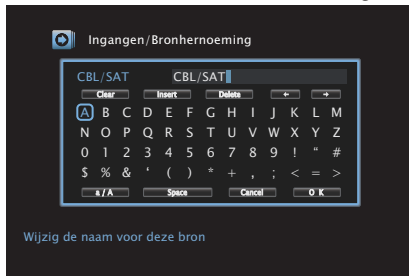 Ingangen/Bronhernoeming
CBL/SAT CBL/SAT
Clear Insert Delete ← →
A B C D E F G H I J K L M
N O P Q R S T U V W X Y Z
0 1 2 3 4 5 6 7 8 9 ! “ #
$ % & ‘ ( ) * + , ; < = >
a / A Space Cancel O K
Wijzig de naam voor deze bron